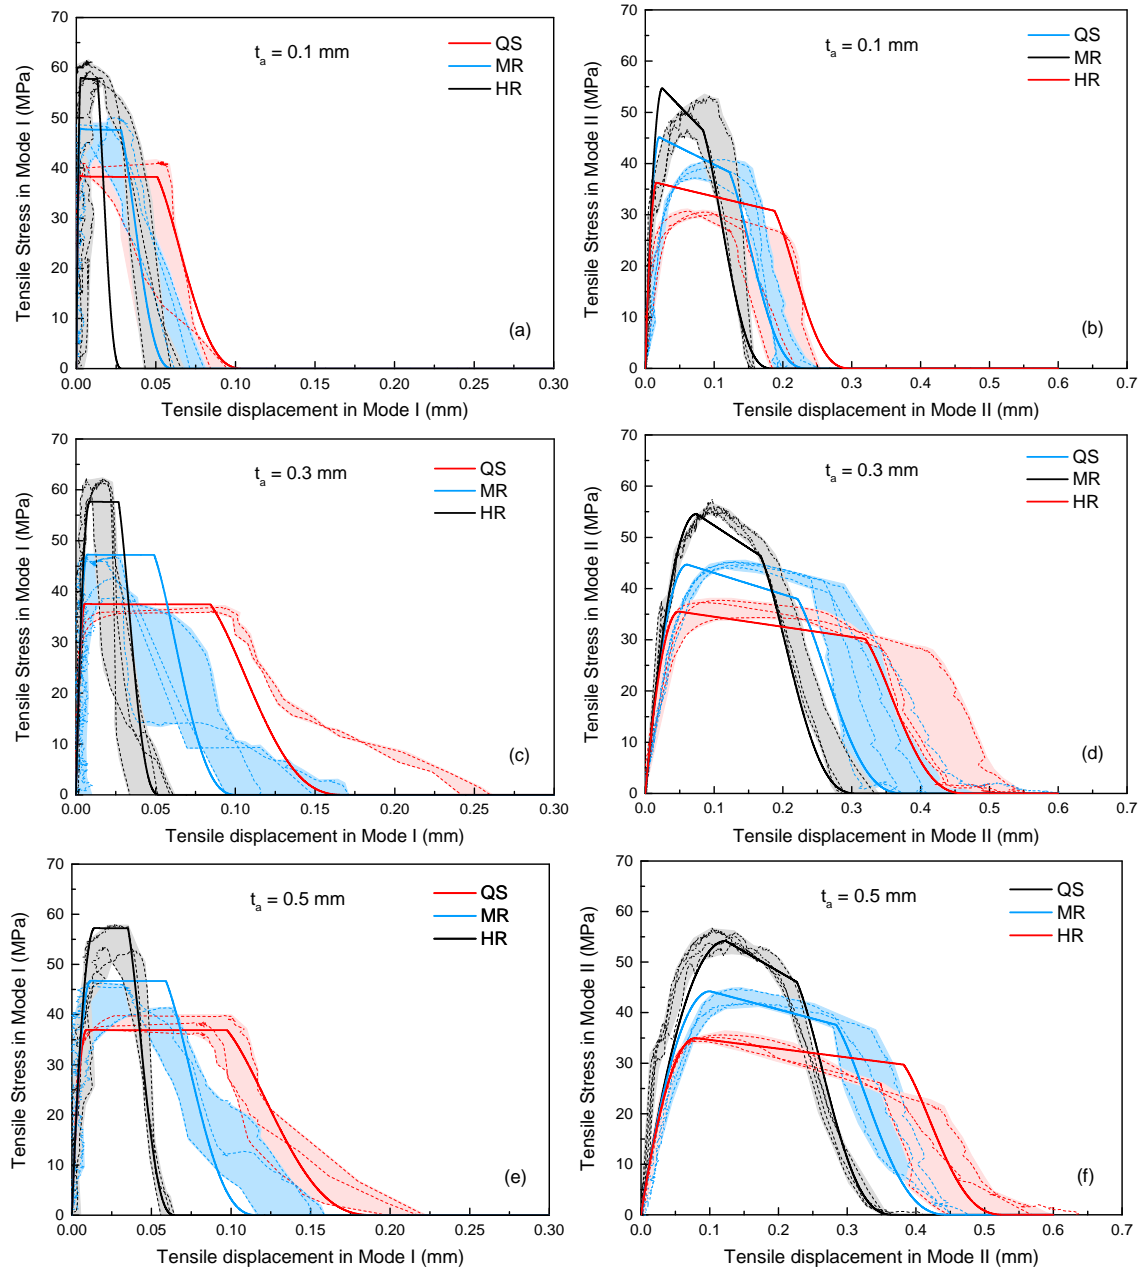 70
60
50
40
30
20
10
0
Tensile Stress in Mode I (MPa)
t_a = 0.1 mm
QS
MR
HR
(a)
0.00 0.05 0.10 0.15 0.20 0.25 0.30
Tensile displacement in Mode I (mm)
70
60
50
40
30
20
10
0
Tensile Stress in Mode II (MPa)
t_a = 0.1 mm
QS
MR
HR
(b)
0.0 0.1 0.2 0.3 0.4 0.5 0.6 0.7
Tensile displacement in Mode II (mm)
70
60
50
40
30
20
10
0
Tensile Stress in Mode I (MPa)
t_a = 0.3 mm
QS
MR
HR
(c)
0.00 0.05 0.10 0.15 0.20 0.25 0.30
Tensile displacement in Mode I (mm)
70
60
50
40
30
20
10
0
Tensile Stress in Mode II (MPa)
t_a = 0.3 mm
QS
MR
HR
(d)
0.0 0.1 0.2 0.3 0.4 0.5 0.6 0.7
Tensile displacement in Mode II (mm)
70
60
50
40
30
20
10
0
Tensile Stress in Mode I (MPa)
t_a = 0.5 mm
QS
MR
HR
(e)
0.00 0.05 0.10 0.15 0.20 0.25 0.30
Tensile displacement in Mode I (mm)
70
60
50
40
30
20
10
0
Tensile Stress in Mode II (MPa)
t_a = 0.5 mm
QS
MR
HR
(f)
0.0 0.1 0.2 0.3 0.4 0.5 0.6 0.7
Tensile displacement in Mode II (mm)